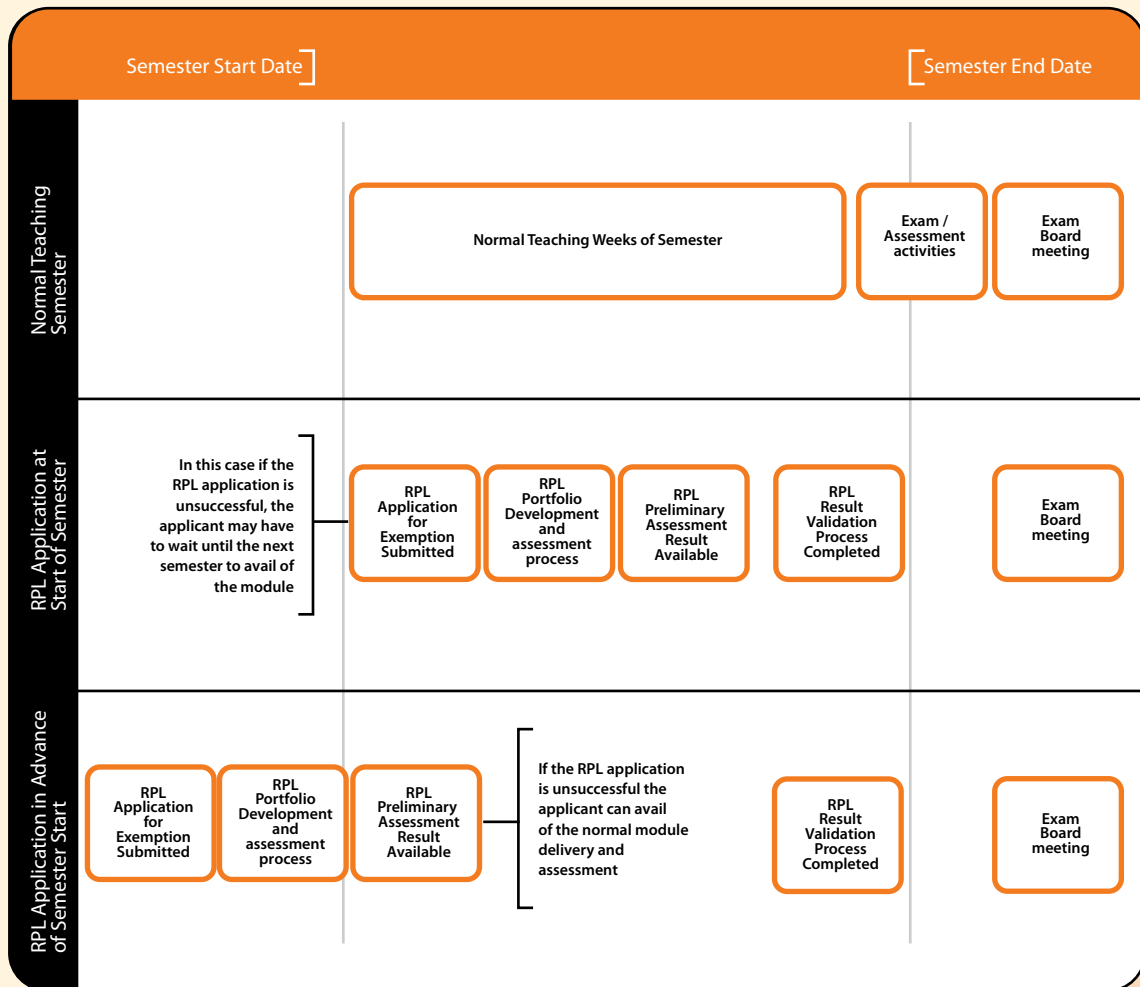 Semester Start Date
Semester End Date
Normal Teaching
Semester
Normal Teaching Weeks of Semester
Exam /
Assessment
activities
Exam
Board
meeting
RPL Application at
Start of Semester
In this case if the
RPL application is
unsuccessful, the
applicant may have
to wait until the next
semester to avail of
the module
RPL
Application
for
Exemption
Submitted
RPL
Portfolio
Development
and
assessment
process
RPL
Preliminary
Assessment
Result
Available
RPL
Result
Validation
Process
Completed
Exam
Board
meeting
RPL Application in Advance
of Semester Start
RPL
Application
for
Exemption
Submitted
RPL
Portfolio
Development
and
assessment
process
RPL
Preliminary
Assessment
Result
Available
If the RPL application
is unsuccessful the
applicant can avail
of the normal module
delivery and
assessment
RPL
Result
Validation
Process
Completed
Exam
Board
meeting